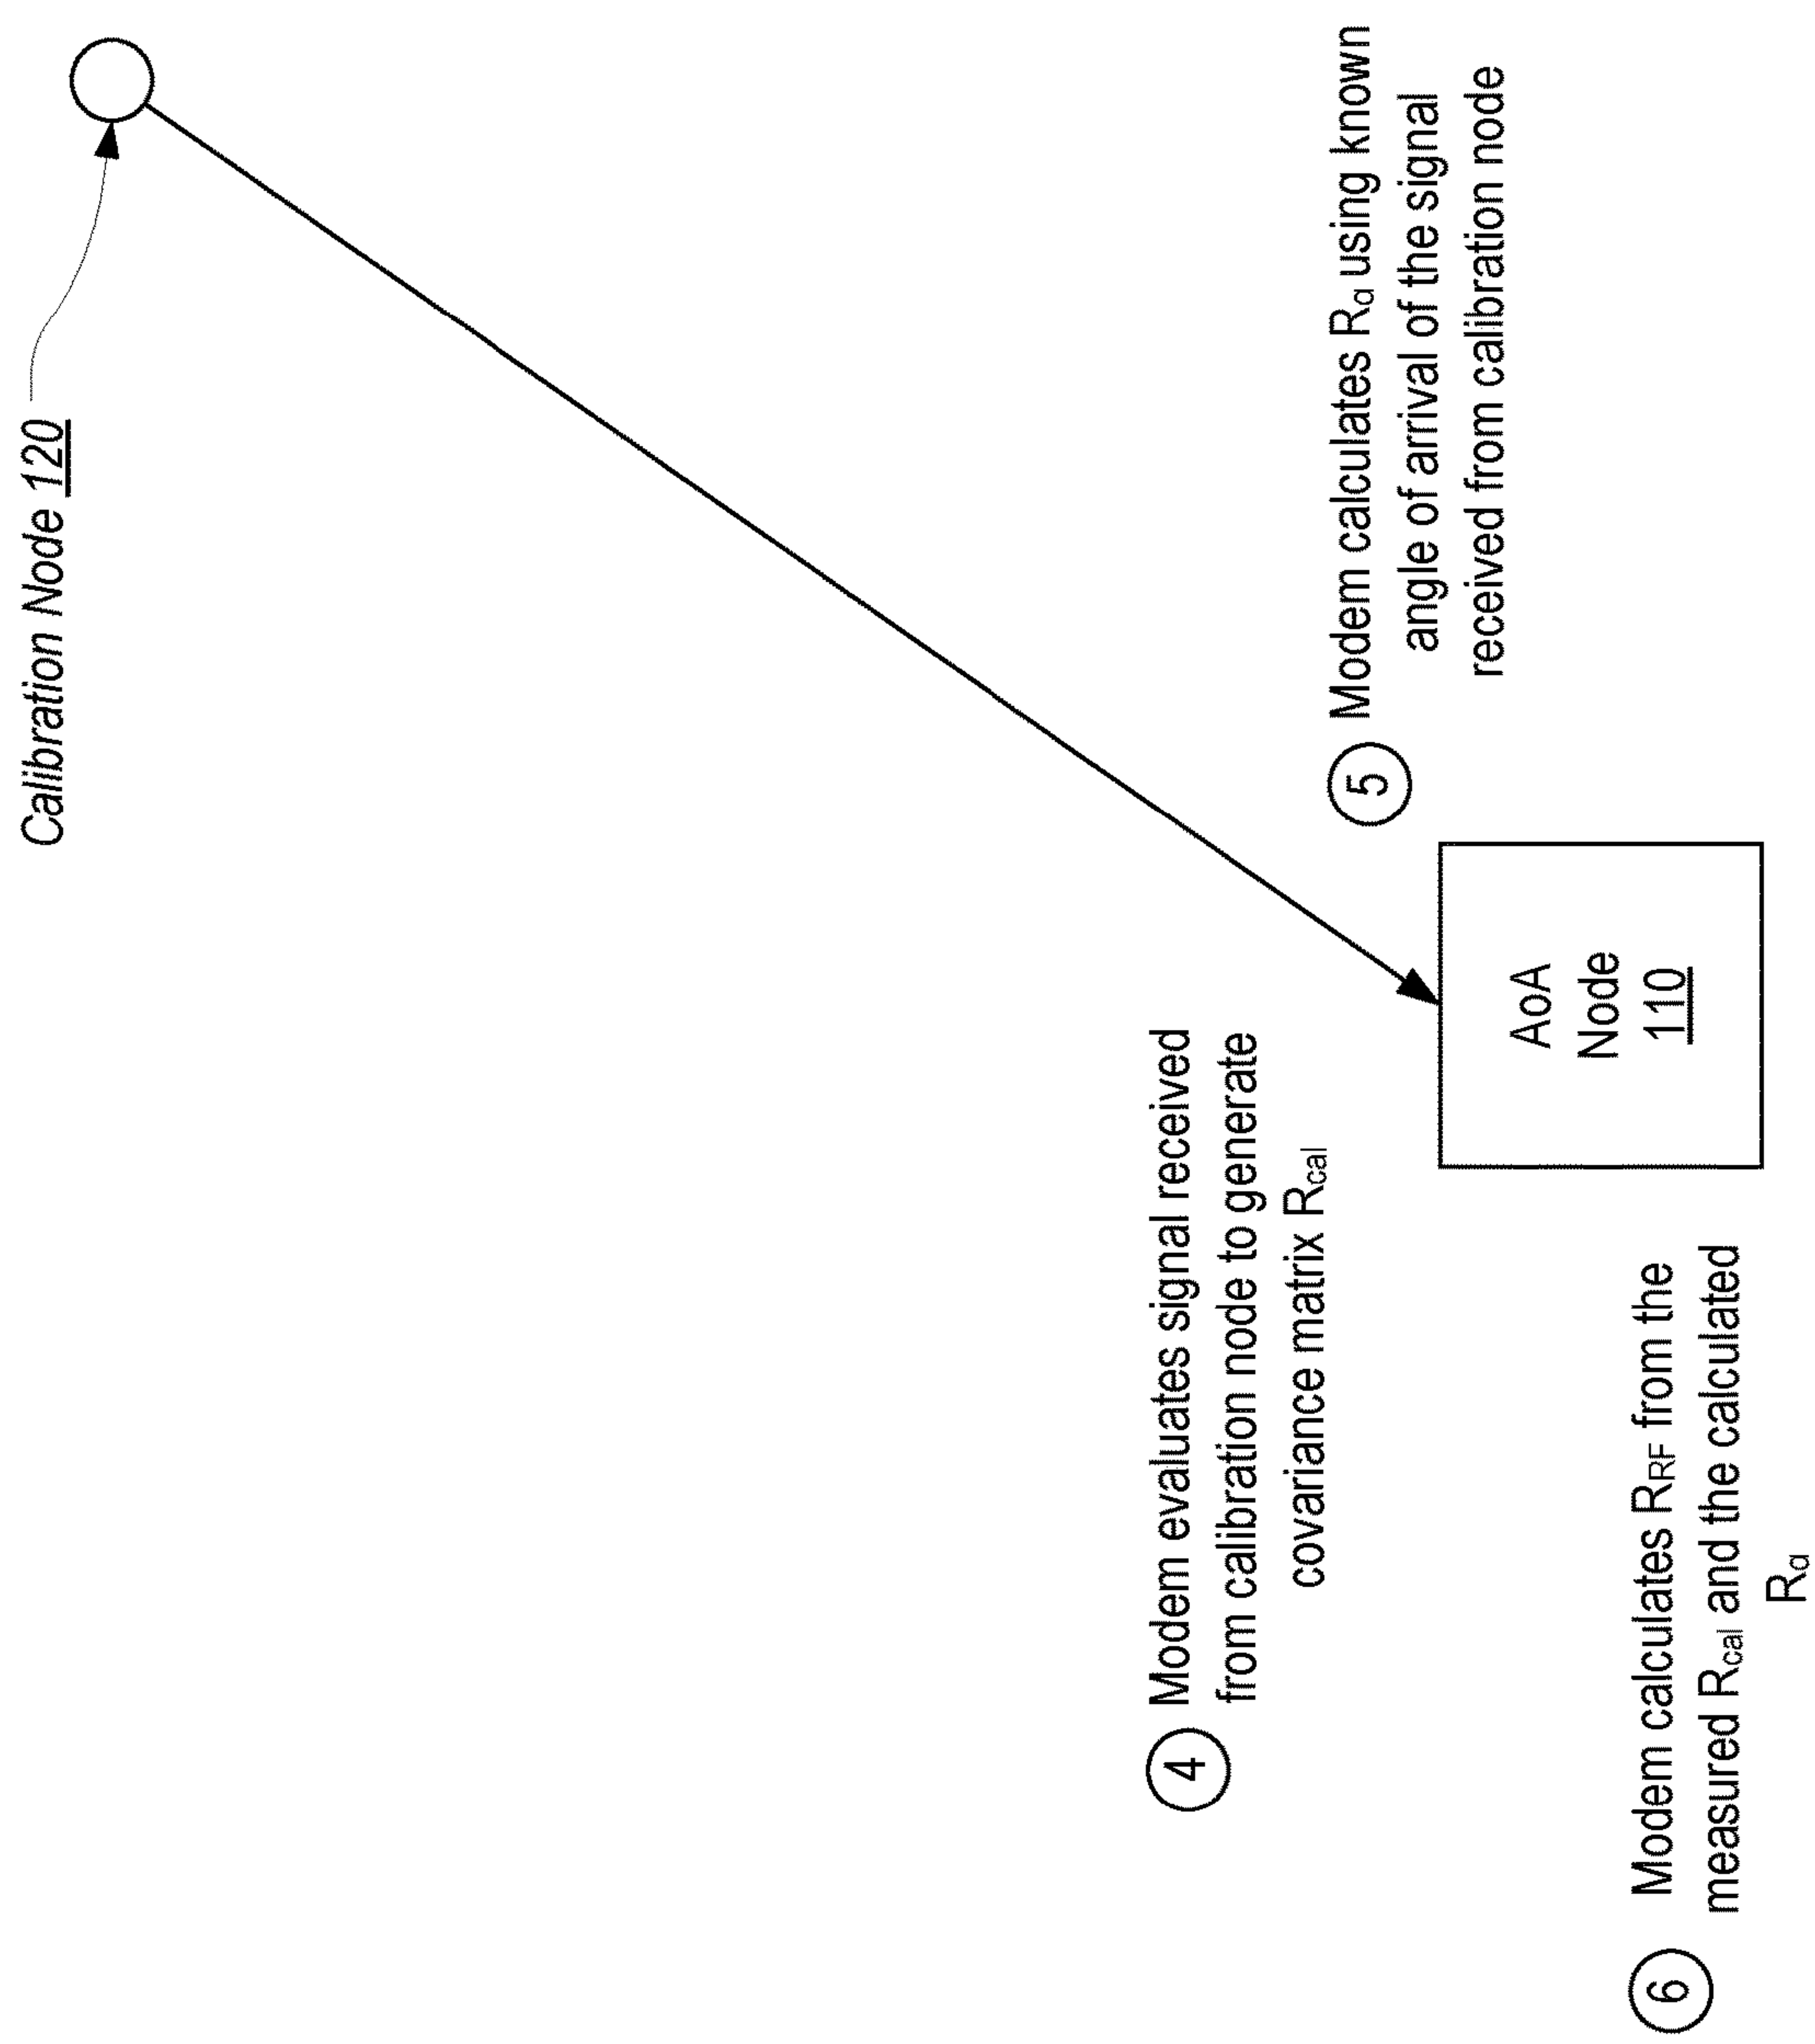 Calibration Node 120
4
Modem evaluates signal received
from calibration node to generate
covariance matrix Rcal
5
Modem calculates Rα using known
angle of arrival of the signal
received from calibration node
AoA
Node
110
6
Modem calculates RRF from the
measured Rcal and the calculated
Rα